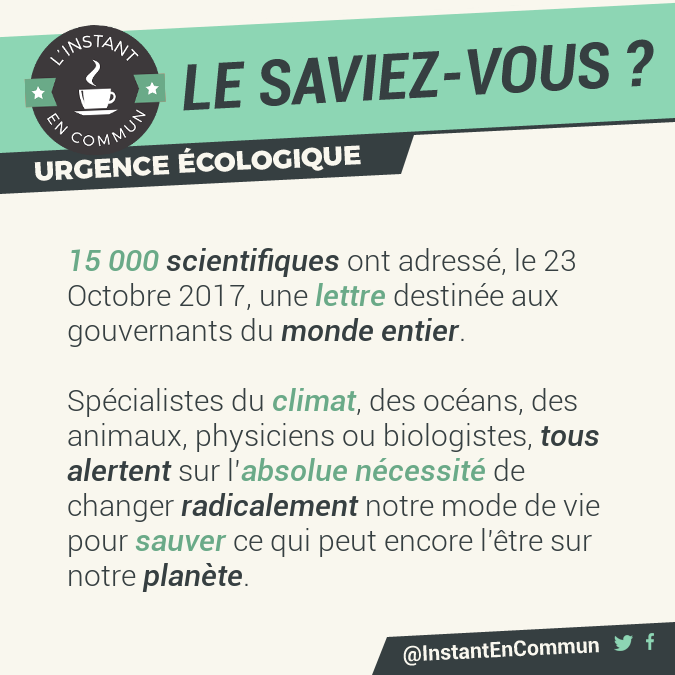 L'INSTANT
EN COMMUN
LE SAVIEZ-VOUS ?
URGENCE ÉCOLOGIQUE
15 000 scientifiques ont adressé, le 23
Octobre 2017, une lettre destinée aux
gouvernants du monde entier.
Spécialistes du climat, des océans, des
animaux, physiciens ou biologistes, tous
alertent sur l'absolue nécessité de
changer radicalement notre mode de vie
pour sauver ce qui peut encore l'être sur
notre planète.
@InstantEnCommun